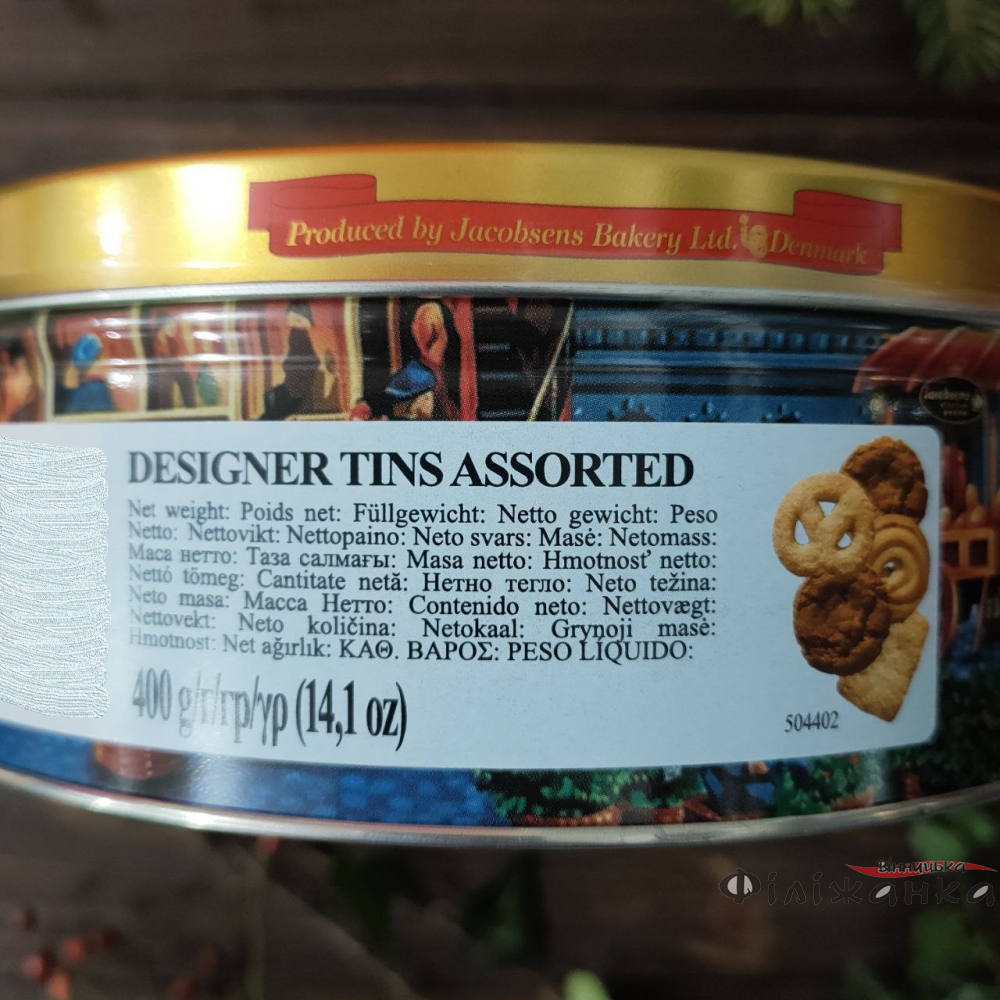 Produced by Jacobsens Bakery Ltd. Denmark
DESIGNER TINS ASSORTED
Net weight: Poids net: Füllgewicht: Netto gewicht: Peso
Netto: Nettovikt: Nettopaino: Neto svars: Masė: Netomass:
Маса нетто: Таза салмағы: Masa netto: Hmotnosť netto:
Nettó tömeg: Cantitate netă: Нетно тегло: Neto težina:
Neto masa: Масса Нетто: Contenido neto: Nettovægt:
Nettovekt: Neto količina: Netokaal: Grynoji masė:
Hmotnost: Net ağırlık: ΚΑΘ. ΒΑΡΟΣ: PESO LÍQUIDO:
400 g/г/гр/γρ (14,1 oz)
504402
Вінницька
Філіжанка